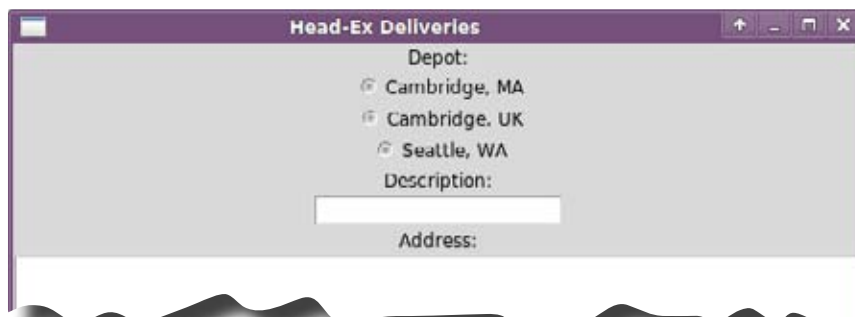 Head-Ex Deliveries
Depot:
Cambridge, MA
Cambridge, UK
Seattle, WA
Description:
Address: